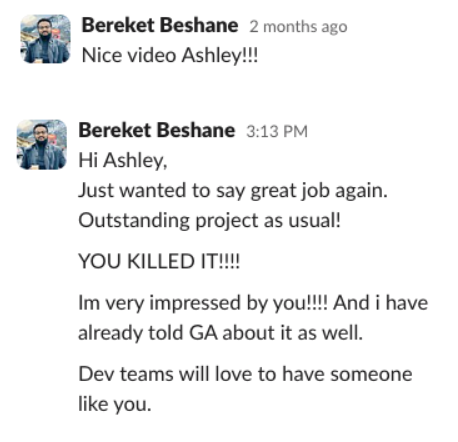 Bereket Beshane 2 months ago
Nice video Ashley!!!
Bereket Beshane 3:13 PM
Hi Ashley,
Just wanted to say great job again.
Outstanding project as usual!
YOU KILLED IT!!!!
Im very impressed by you!!!! And i have
already told GA about it as well.
Dev teams will love to have someone
like you.